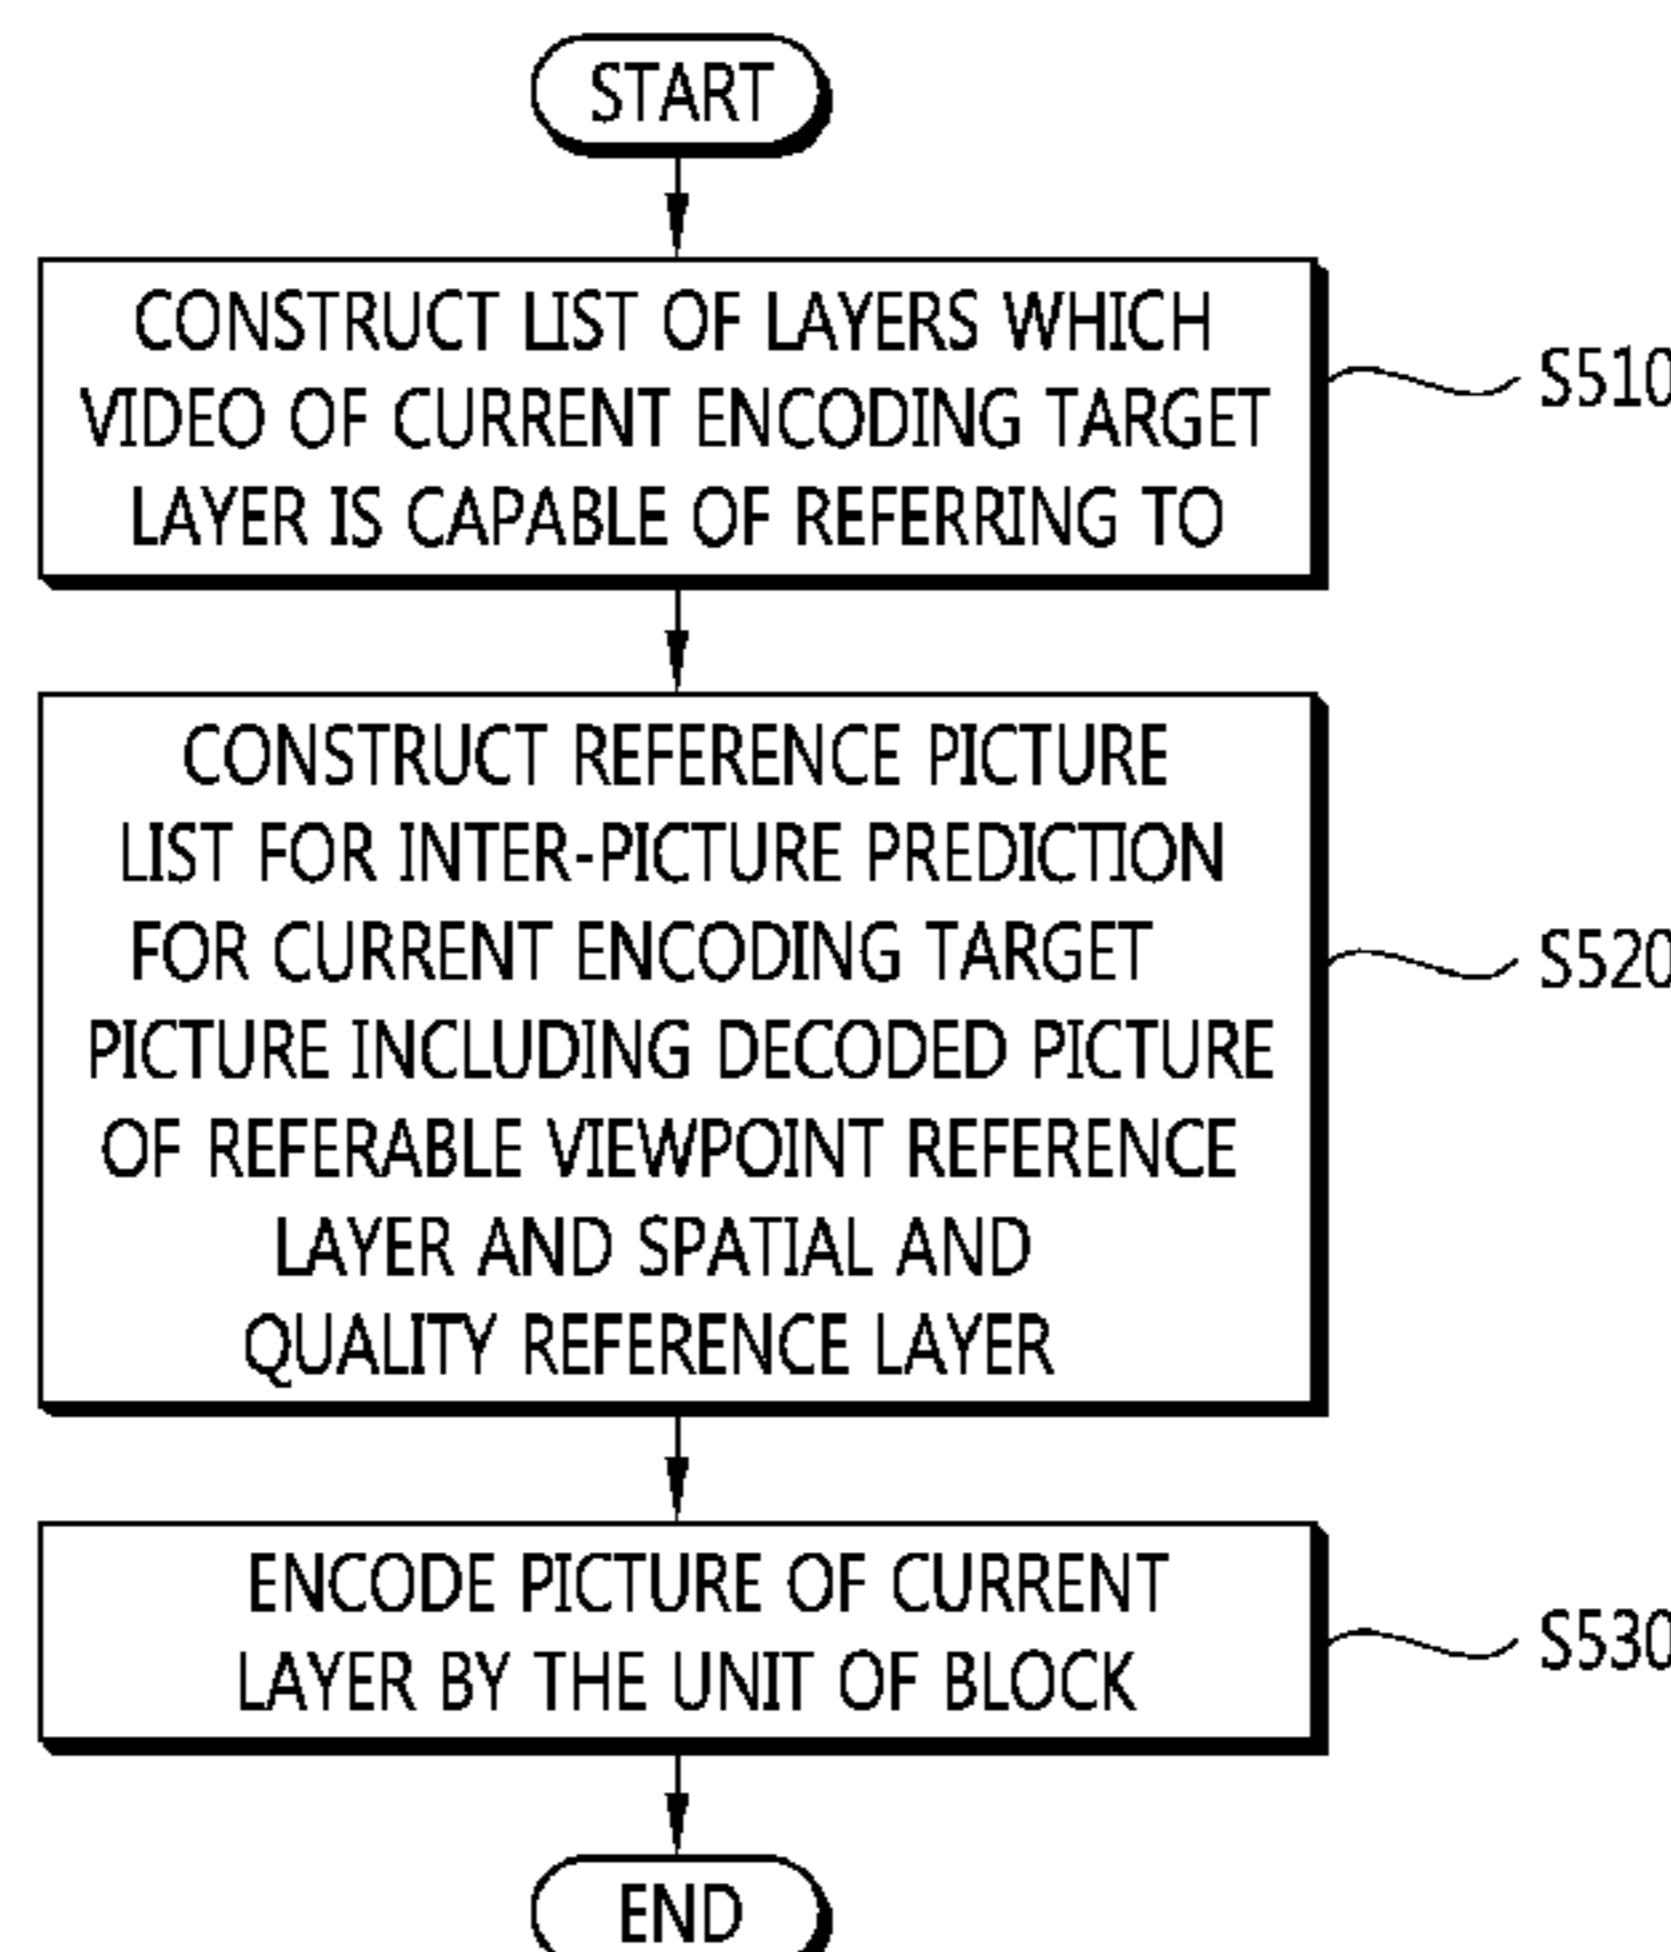 START
CONSTRUCT LIST OF LAYERS WHICH
VIDEO OF CURRENT ENCODING TARGET
LAYER IS CAPABLE OF REFERRING TO
S510
CONSTRUCT REFERENCE PICTURE
LIST FOR INTER-PICTURE PREDICTION
FOR CURRENT ENCODING TARGET
PICTURE INCLUDING DECODED PICTURE
OF REFERABLE VIEWPOINT REFERENCE
LAYER AND SPATIAL AND
QUALITY REFERENCE LAYER
S520
ENCODE PICTURE OF CURRENT
LAYER BY THE UNIT OF BLOCK
S530
END